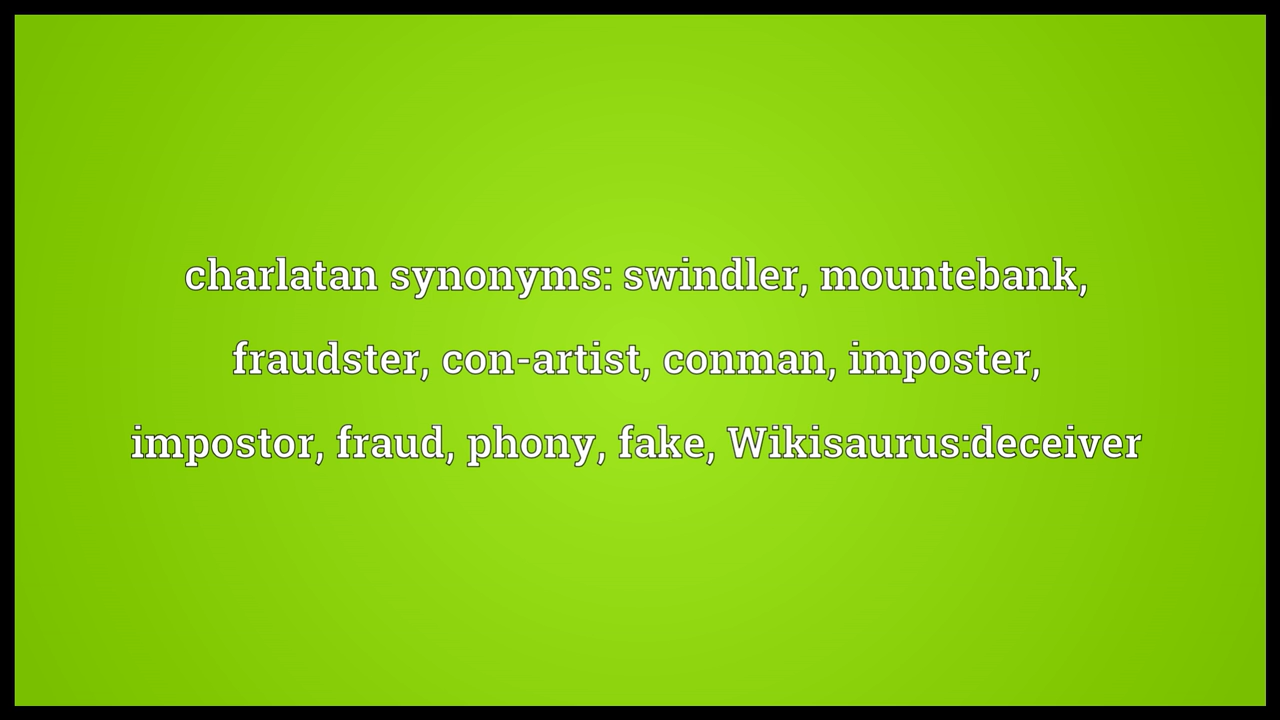 charlatan synonyms: swindler, mountebank,
fraudster, con-artist, conman, imposter,
impostor, fraud, phony, fake, Wikisaurus:deceiver